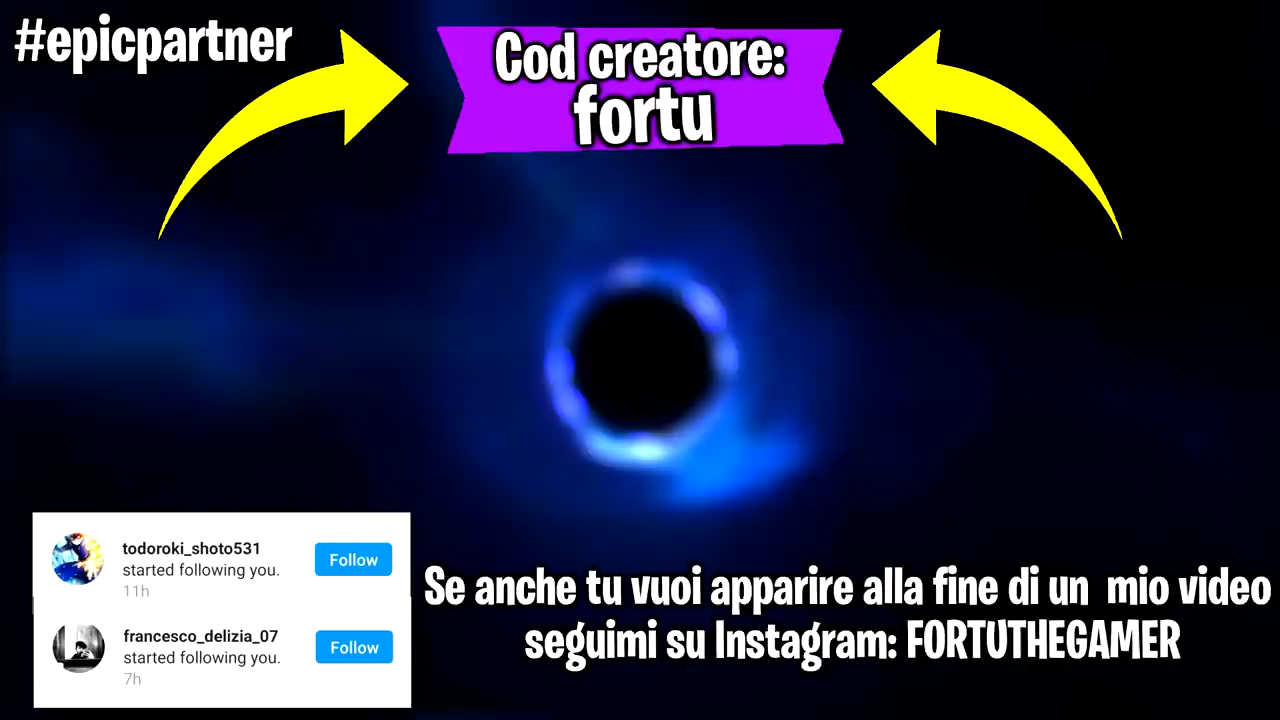 #epicpartner
Cod creatore:
fortu
todoroki_shoto531
started following you.
11h
Follow
francesco_delizia_07
started following you.
7h
Follow
Se anche tu vuoi apparire alla fine di un mio video
seguimi su Instagram: FORTUTHEGAMER